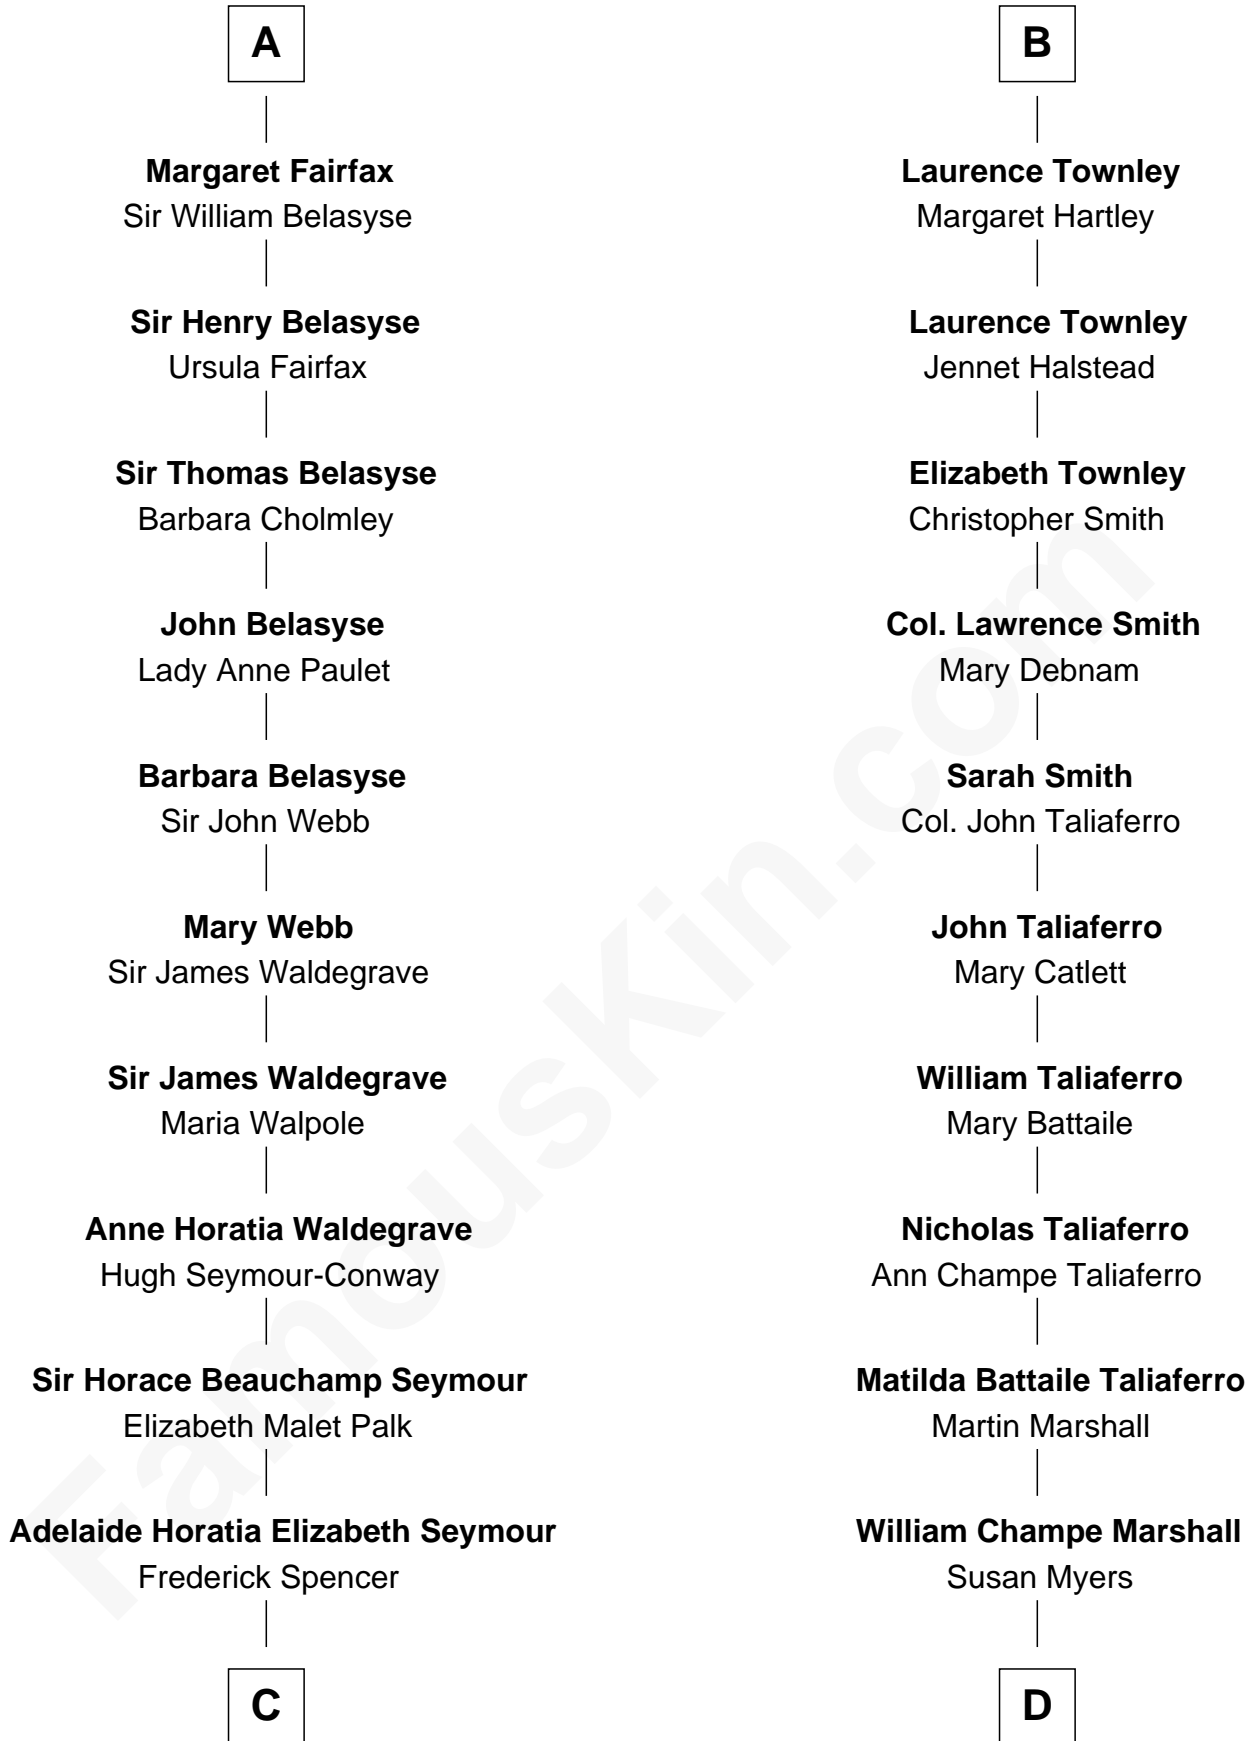 A
Margaret Fairfax
Sir William Belasyse
Sir Henry Belasyse
Ursula Fairfax
Sir Thomas Belasyse
Barbara Cholmley
John Belasyse
Lady Anne Paulet
Barbara Belasyse
Sir John Webb
Mary Webb
Sir James Waldegrave
Sir James Waldegrave
Maria Walpole
Anne Horatia Waldegrave
Hugh Seymour-Conway
Sir Horace Beauchamp Seymour
Elizabeth Malet Palk
Adelaide Horatia Elizabeth Seymour
Frederick Spencer
C
B
Laurence Townley
Margaret Hartley
Laurence Townley
Jennet Halstead
Elizabeth Townley
Christopher Smith
Col. Lawrence Smith
Mary Debnam
Sarah Smith
Col. John Taliaferro
John Taliaferro
Mary Catlett
William Taliaferro
Mary Battaile
Nicholas Taliaferro
Ann Champe Taliaferro
Matilda Battaile Taliaferro
Martin Marshall
William Champe Marshall
Susan Myers
D
FamousKin.com